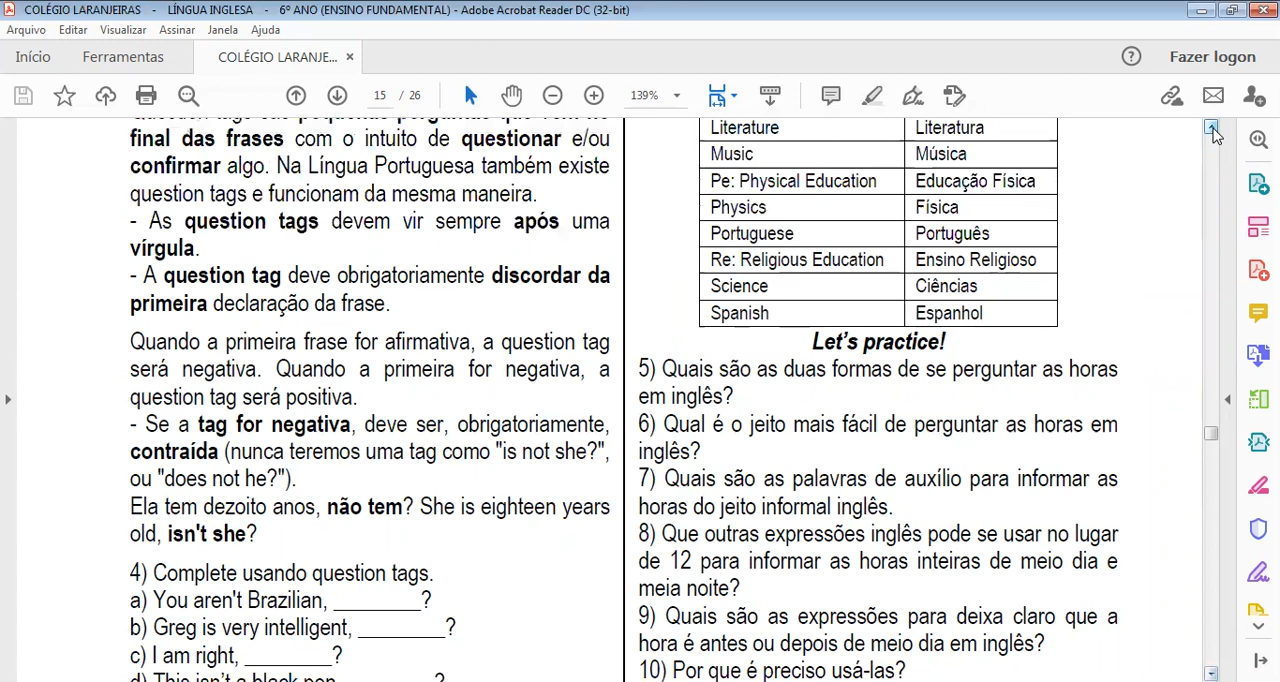 COLÉGIO LARANJEIRAS - LÍNGUA INGLESA - 6º ANO (ENSINO FUNDAMENTAL) - Adobe Acrobat Reader DC (32-bit)
Arquivo Editar Visualizar Assinar Janela Ajuda
Início Ferramentas COLÉGIO LARANJE... × Fazer logon
15 / 26 139%
final das frases com o intuito de questionar e/ou
confirmar algo. Na Língua Portuguesa também existe
question tags e funcionam da mesma maneira.
- As question tags devem vir sempre após uma
vírgula.
- A question tag deve obrigatoriamente discordar da
primeira declaração da frase.
Quando a primeira frase for afirmativa, a question tag
será negativa. Quando a primeira for negativa, a
question tag será positiva.
- Se a tag for negativa, deve ser, obrigatoriamente,
contraída (nunca teremos uma tag como "is not she?",
ou "does not he?").
Ela tem dezoito anos, não tem? She is eighteen years
old, isn't she?
4) Complete usando question tags.
a) You aren't Brazilian, ________?
b) Greg is very intelligent, ________?
c) I am right, ________?
d) This isn't a black pen, ________?
Literature Literatura
Music Música
Pe: Physical Education Educação Física
Physics Física
Portuguese Português
Re: Religious Education Ensino Religioso
Science Ciências
Spanish Espanhol
Let's practice!
5) Quais são as duas formas de se perguntar as horas
em inglês?
6) Qual é o jeito mais fácil de perguntar as horas em
inglês?
7) Quais são as palavras de auxílio para informar as
horas do jeito informal inglês.
8) Que outras expressões inglês pode se usar no lugar
de 12 para informar as horas inteiras de meio dia e
meia noite?
9) Quais são as expressões para deixa claro que a
hora é antes ou depois de meio dia em inglês?
10) Por que é preciso usá-las?